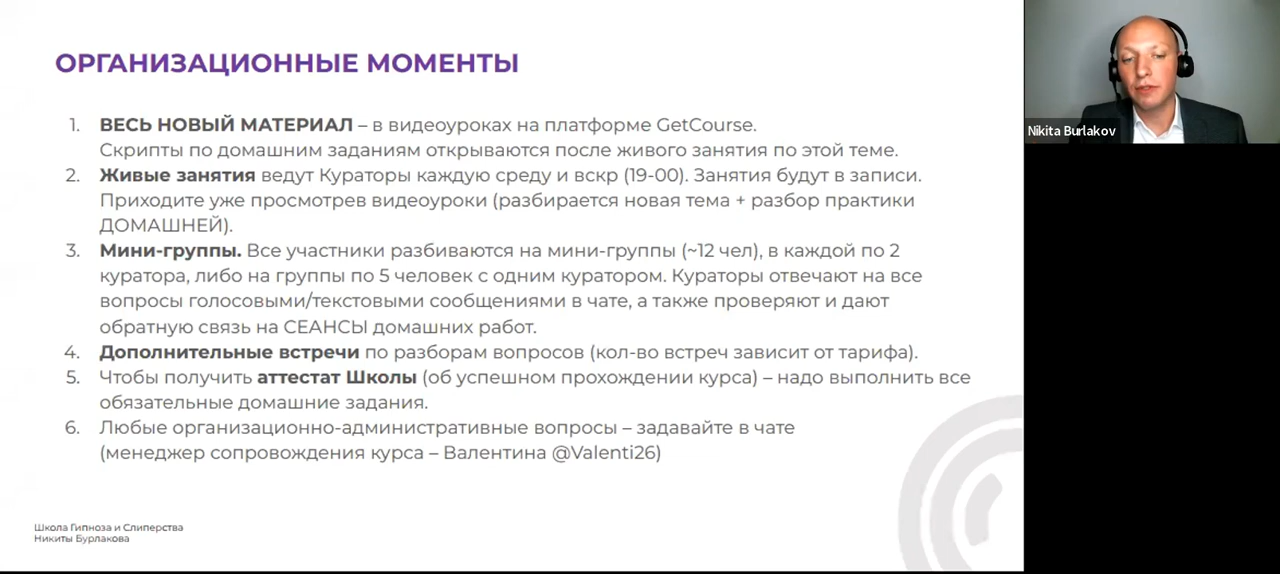 ОРГАНИЗАЦИОННЫЕ МОМЕНТЫ
1. ВЕСЬ НОВЫЙ МАТЕРИАЛ – в видеоуроках на платформе GetCourse.
Скрипты по домашним заданиям открываются после живого занятия по этой теме.
2. Живые занятия ведут Кураторы каждую среду и вскр (19-00). Занятия будут в записи.
Приходите уже просмотрев видеоуроки (разбирается новая тема + разбор практики
ДОМАШНЕЙ).
3. Мини-группы. Все участники разбиваются на мини-группы (~12 чел), в каждой по 2
куратора, либо на группы по 5 человек с одним куратором. Кураторы отвечают на все
вопросы голосовыми/текстовыми сообщениями в чате, а также проверяют и дают
обратную связь на СЕАНСЫ домашних работ.
4. Дополнительные встречи по разборам вопросов (кол-во встреч зависит от тарифа).
5. Чтобы получить аттестат Школы (об успешном прохождении курса) – надо выполнить все
обязательные домашние задания.
6. Любые организационно-административные вопросы – задавайте в чате
(менеджер сопровождения курса – Валентина @Valenti26)
Школа Гипноза и Слиперства
Никиты Бурлакова
Nikita Burlakov